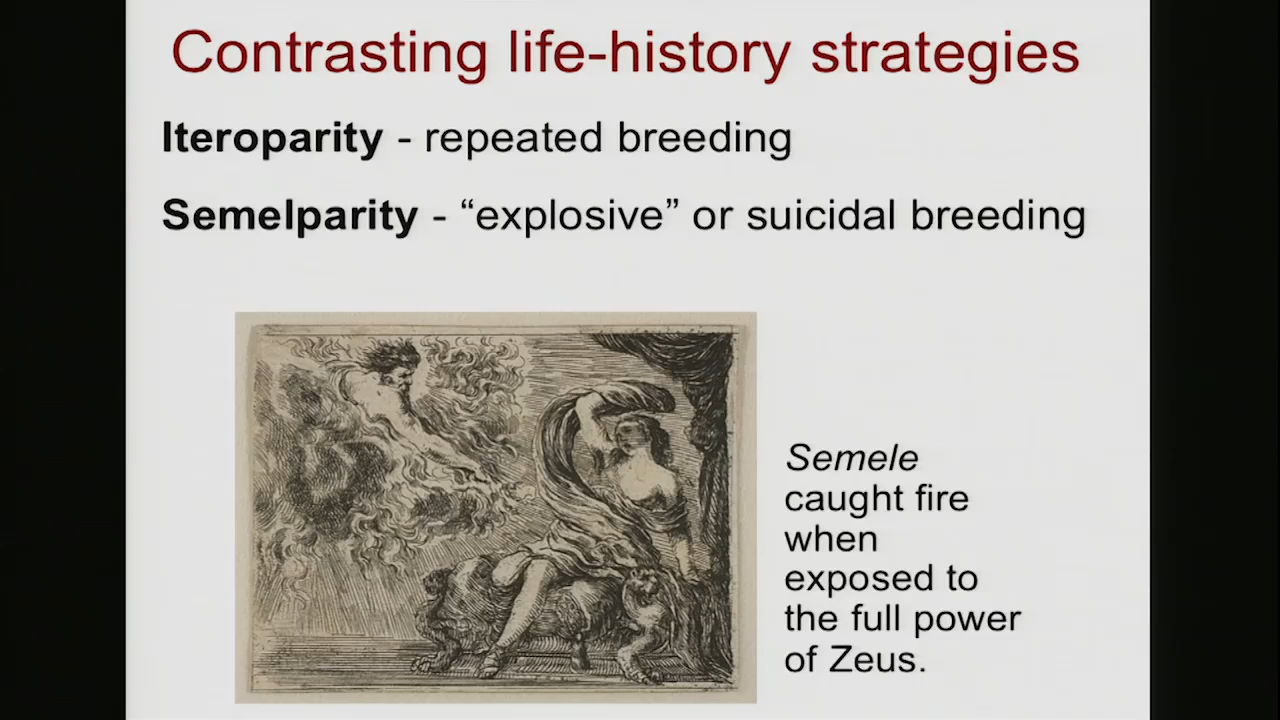 Contrasting life-history strategies
Iteroparity - repeated breeding
Semelparity - “explosive” or suicidal breeding
Semele
caught fire
when
exposed to
the full power
of Zeus.